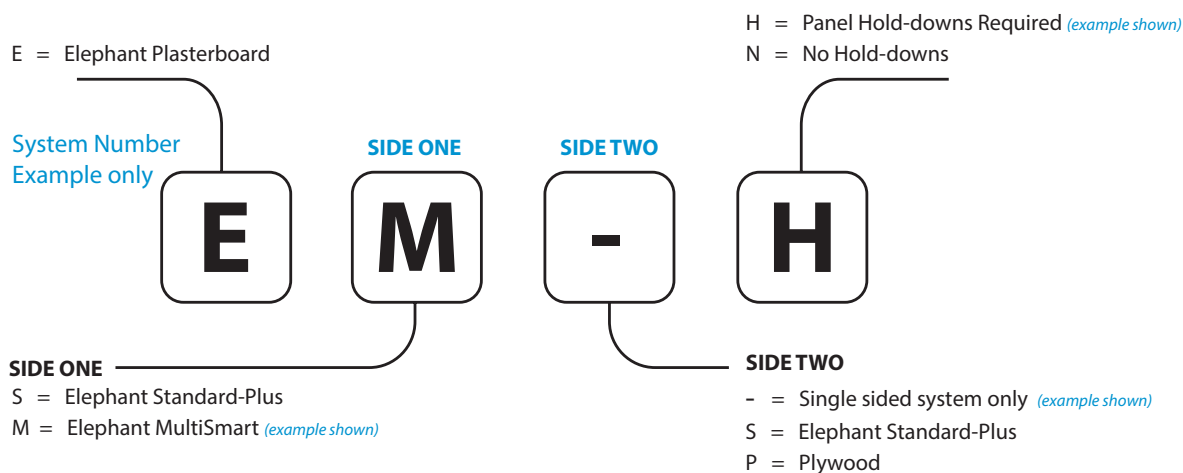 H = Panel Hold-downs Required (example shown)
E = Elephant Plasterboard
N = No Hold-downs
System Number
Example only
SIDE ONE
SIDE TWO
E M - H
SIDE ONE
S = Elephant Standard-Plus
M = Elephant MultiSmart (example shown)
SIDE TWO
- = Single sided system only (example shown)
S = Elephant Standard-Plus
P = Plywood